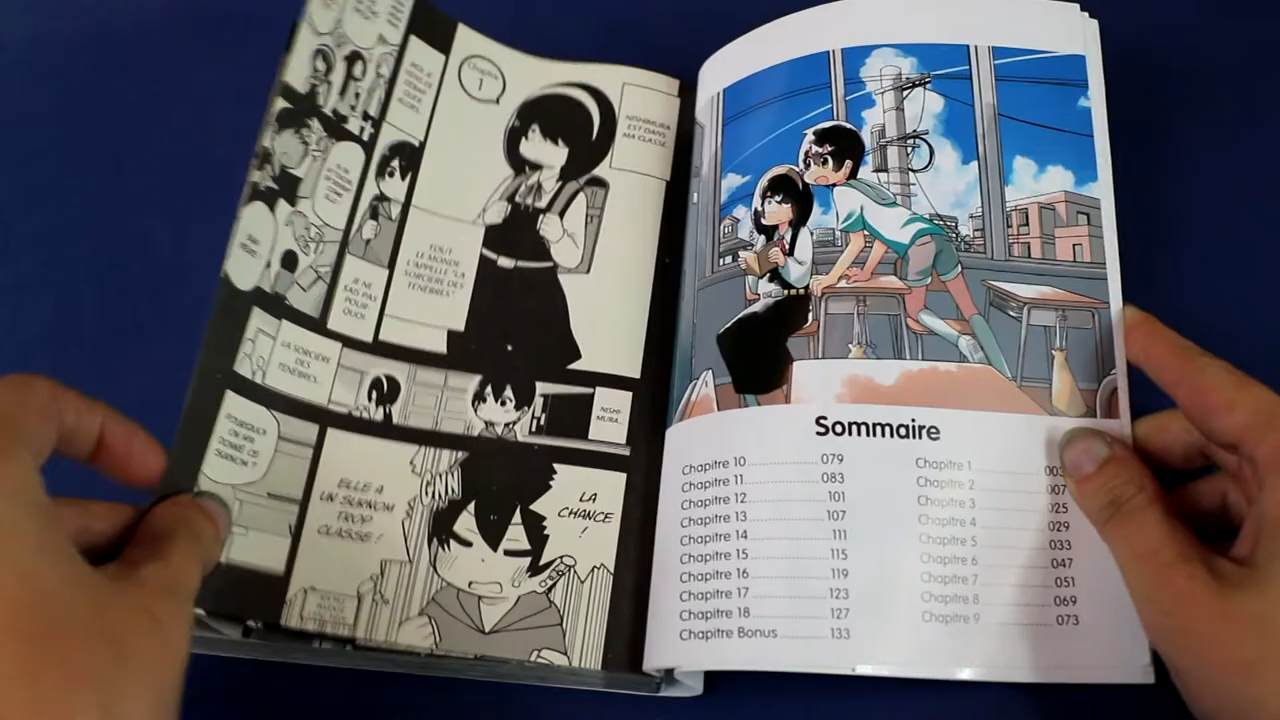 Chapitre
1
NISHIMURA
EST DANS
MA CLASSE.
TOUT
LE MONDE
L'APPELLE "LA
SORCIÈRE DES
TÉNÈBRES".
JE NE
SAIS PAS
POUR-
QUOI.
LA SORCIÈRE
DES
TÉNÈBRES...
NISHI-
MURA...
POURQUOI
ON M'A
DONNÉ CE
SURNOM ?
LA
CHANCE
!
GNN
ELLE A
UN SURNOM
TROP
CLASSE !
Sommaire
Chapitre 1 003
Chapitre 2 007
Chapitre 3 025
Chapitre 4 029
Chapitre 5 033
Chapitre 6 047
Chapitre 7 051
Chapitre 8 069
Chapitre 9 073
Chapitre 10 079
Chapitre 11 083
Chapitre 12 101
Chapitre 13 107
Chapitre 14 111
Chapitre 15 115
Chapitre 16 119
Chapitre 17 123
Chapitre 18 127
Chapitre Bonus 133